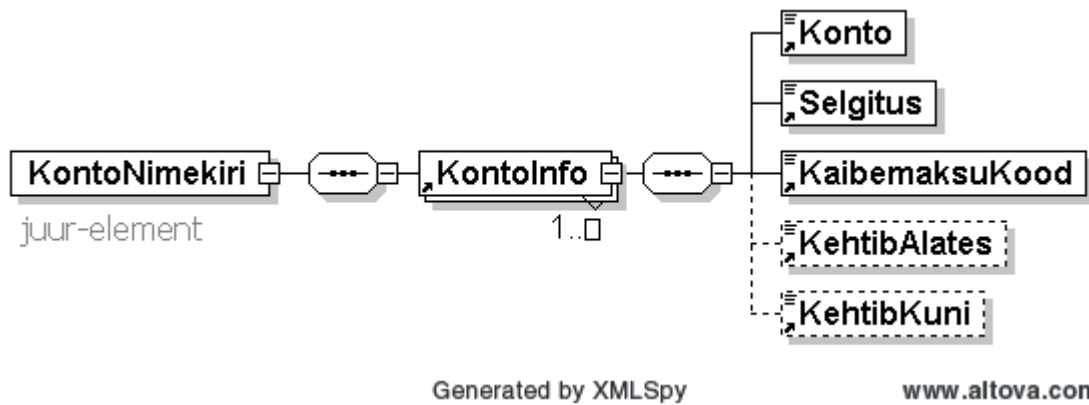 Konto
Selgitus
KontoNimekiri
KontoInfo
KaibemaksuKood
juur-element
1..
KehtibAlates
KehtibKuni
Generated by XMLSpy
www.altova.com